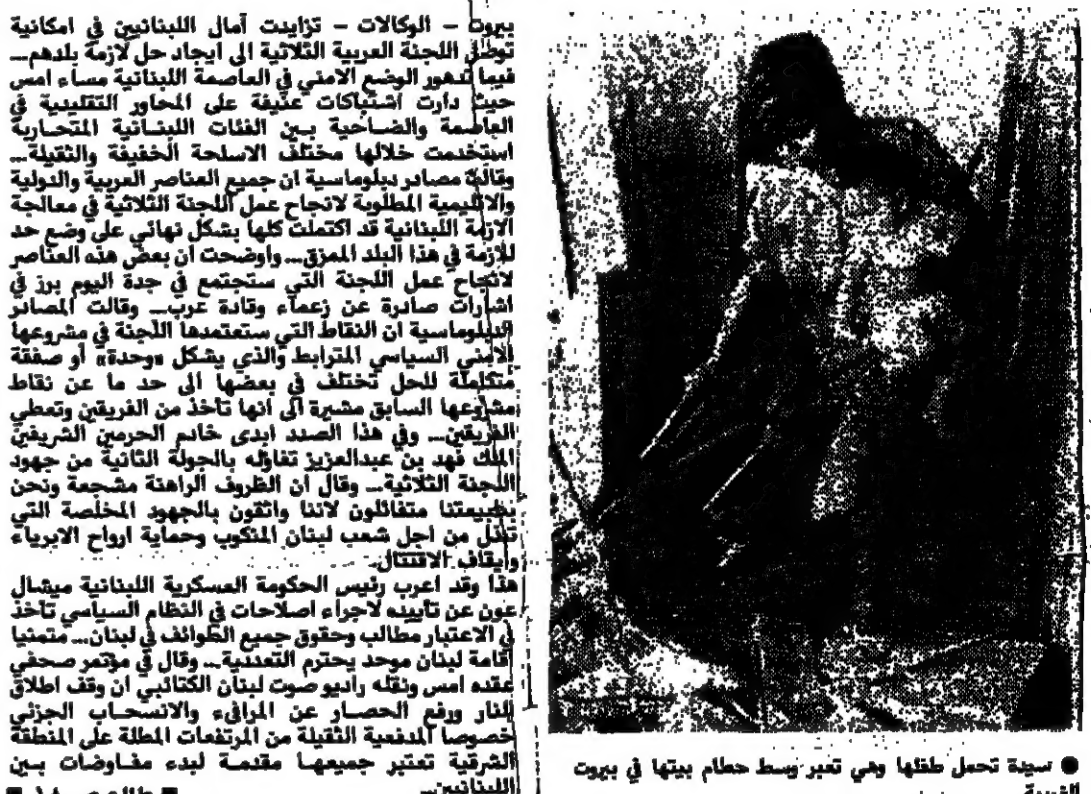 بيروت – الوكالات – تزايدت آمال اللبنانيين في امكانية
توصل اللجنة العربية الثلاثية الى ايجاد حل لازمة بلدهم...
فيما تدهور الوضع الامني في العاصمة اللبنانية مساء امس
حيث دارت اشتباكات عنيفة على المحاور التقليدية في
العاصمة والضاحية بين الفئات اللبنانية المتحاربة
استخدمت خلالها مختلف الاسلحة الخفيفة والثقيلة...
وقالت مصادر دبلوماسية ان جميع العناصر العربية والدولية
والاقليمية المطلوبة لانجاح عمل اللجنة الثلاثية في معالجة
الازمة اللبنانية قد اكتملت كلها بشكل نهائي على وضع حد
للازمة في هذا البلد الممزق... واوضحت ان بعض هذه العناصر
لانجاح عمل اللجنة التي ستجتمع في جدة اليوم برز في
اشارات صادرة عن زعماء وقادة عرب... وقالت المصادر
الدبلوماسية ان النقاط التي ستعتمدها اللجنة في مشروعها
الامني السياسي المترابط والذي يشكل «وحدة» أو صفقة
متكاملة للحل تختلف في بعضها الى حد ما عن نقاط
مشروعها السابق مشيرة الى انها تأخذ من الفريقين وتعطي
الفريقين... وفي هذا الصدد ابدى خادم الحرمين الشريفين
الملك فهد بن عبدالعزيز تفاؤله بالجولة الثانية من جهود
اللجنة الثلاثية... وقال ان الظروف الراهنة مشجعة ونحن
بطبيعتنا متفائلون لاننا واثقون بالجهود المخلصة التي
تبذل من اجل شعب لبنان المنكوب وحماية ارواح الابرياء
وايقاف الاقتتال.
هذا وقد اعرب رئيس الحكومة العسكرية اللبنانية ميشال
عون عن تأييده لاجراء اصلاحات في النظام السياسي تأخذ
في الاعتبار مطالب وحقوق جميع الطوائف في لبنان... متمنيا
اقامة لبنان موحد يحترم التعددية... وقال في مؤتمر صحفي
عقده امس ونقله راديو صوت لبنان الكتائبي ان وقف اطلاق
النار ورفع الحصار عن المرافىء والانسحاب الجزئي
خصوصا المدفعية الثقيلة من المرتفعات المطلة على المنطقة
الشرقية تعتبر جميعها مقدمة لبدء مفاوضات بين
اللبنانيين...
● سيدة تحمل طفلها وهي تعبر وسط حطام بيتها في بيروت